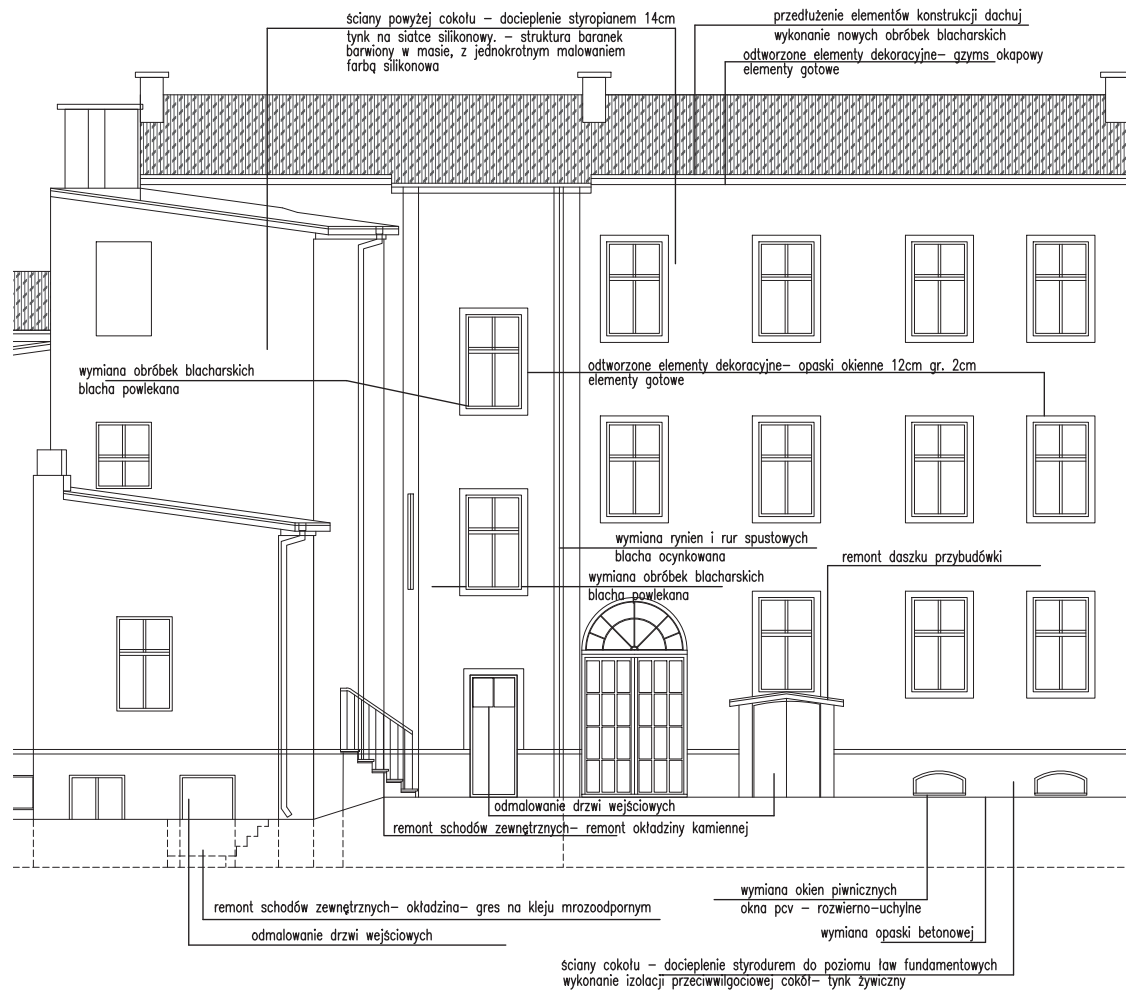 ściany powyżej cokołu – docieplenie styropianem 14cm
tynk na siatce silikonowy. – struktura baranek
barwiony w masie, z jednokrotnym malowaniem
farbą silikonowa
przedłużenie elementów konstrukcji dachuj
wykonanie nowych obróbek blacharskich
odtworzone elementy dekoracyjne– gzyms okapowy
elementy gotowe
wymiana obróbek blacharskich
blacha powlekana
odtworzone elementy dekoracyjne– opaski okienne 12cm gr. 2cm
elementy gotowe
wymiana rynien i rur spustowych
blacha ocynkowana
remont daszku przybudówki
wymiana obróbek blacharskich
blacha powlekana
odmalowanie drzwi wejściowych
remont schodów zewnętrznych– remont okładziny kamiennej
wymiana okien piwnicznych
okna pcv – rozwierno–uchylne
remont schodów zewnętrznych– okładzina– gres na kleju mrozoodpornym
odmalowanie drzwi wejściowych
wymiana opaski betonowej
ściany cokołu – docieplenie styrodurem do poziomu ław fundamentowych
wykonanie izolacji przeciwwilgociowej cokół– tynk żywiczny